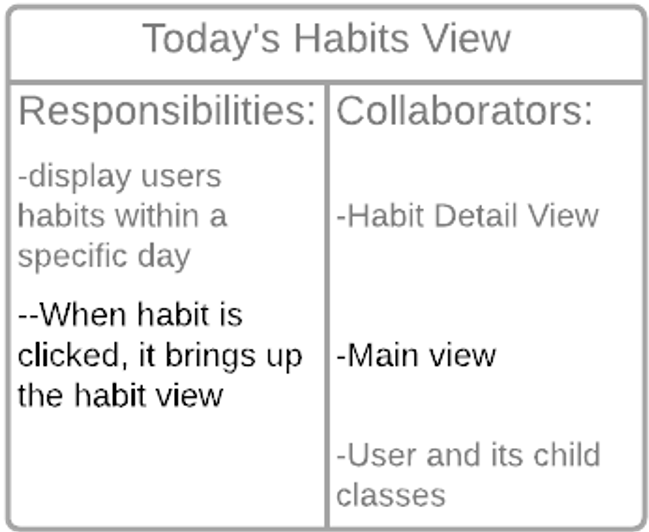 Today's Habits View
Responsibilities:
-display users
habits within a
specific day
--When habit is
clicked, it brings up
the habit view
Collaborators:
-Habit Detail View
-Main view
-User and its child
classes